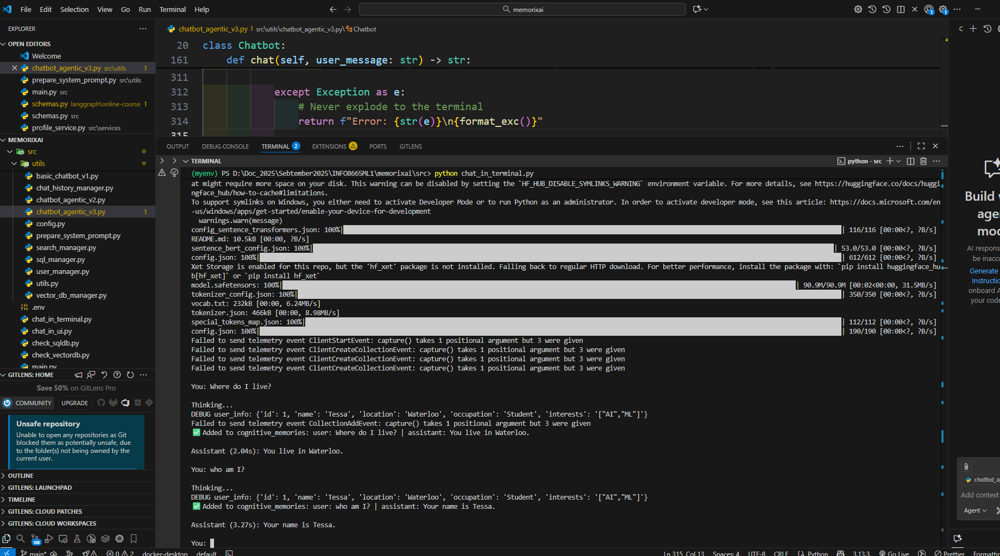 File Edit Selection View Go Run Terminal Help
memorixai
EXPLORER
OPEN EDITORS
Welcome
chatbot_agentic_v3.py src\utils 1
prepare_system_prompt.py src\utils
main.py src
schemas.py langgraph\online-course 1
schemas.py src
profile_service.py src\services
MEMORIXAI
src
utils
basic_chatbot_v1.py
chat_history_manager.py
chatbot_agentic_v2.py
chatbot_agentic_v3.py 1
config.py
prepare_system_prompt.py
search_manager.py
sql_manager.py
user_manager.py
utils.py
vector_db_manager.py
.env
chat_in_terminal.py
chat_in_ui.py
check_sqldb.py
check_vectordb.py
main.py
GITLENS: HOME
Save 50% on GitLens Pro
COMMUNITY UPGRADE
Unsafe repository
Unable to open any repositories as Git
blocked them as potentially unsafe, due
to the folder(s) not being owned by the
current user.
OUTLINE
GITLENS: LAUNCHPAD
TIMELINE
GITLENS: CLOUD PATCHES
GITLENS: CLOUD WORKSPACES
10K
chatbot_agentic_v3.py 1 src\utils\chatbot_agentic_v3.py\ Chatbot
20 class Chatbot:
161 def chat(self, user_message: str) -> str:
311
312 except Exception as e:
313 # Never explode to the terminal
314 return f"Error: {str(e)}\n{format_exc()}"
315
OUTPUT DEBUG CONSOLE TERMINAL 2 EXTENSIONS PORTS GITLENS
TERMINAL
python - src
(myenv) PS D:\Doc_2025\Sebtember2025\INFO8665ML1\memorixai\src> python chat_in_terminal.py
at might require more space on your disk. This warning can be disabled by setting the `HF_HUB_DISABLE_SYMLINKS_WARNING` environment variable. For more details, see https://huggingface.co/docs/huggi
ngface_hub/how-to-cache#limitations.
To support symlinks on Windows, you either need to activate Developer Mode or to run Python as an administrator. In order to activate developer mode, see this article: https://docs.microsoft.com/en
-us/windows/apps/get-started/enable-your-device-for-development
warnings.warn(message)
config_sentence_transformers.json: 100%| | 116/116 [00:00<?, ?B/s]
README.md: 10.5kB [00:00, ?B/s]
sentence_bert_config.json: 100%| | 53.0/53.0 [00:00<?, ?B/s]
config.json: 100%| | 612/612 [00:00<?, ?B/s]
Xet Storage is enabled for this repo, but the 'hf_xet' package is not installed. Falling back to regular HTTP download. For better performance, install the package with: `pip install huggingface_hu
b[hf_xet]` or `pip install hf_xet`
model.safetensors: 100%| | 90.9M/90.9M [00:02<00:00, 31.5MB/s]
tokenizer_config.json: 100%| | 350/350 [00:00<?, ?B/s]
vocab.txt: 232kB [00:00, 6.24MB/s]
tokenizer.json: 466kB [00:00, 8.98MB/s]
special_tokens_map.json: 100%| | 112/112 [00:00<?, ?B/s]
config.json: 100%| | 190/190 [00:00<?, ?B/s]
Failed to send telemetry event ClientStartEvent: capture() takes 1 positional argument but 3 were given
Failed to send telemetry event ClientCreateCollectionEvent: capture() takes 1 positional argument but 3 were given
Failed to send telemetry event ClientCreateCollectionEvent: capture() takes 1 positional argument but 3 were given
Failed to send telemetry event ClientCreateCollectionEvent: capture() takes 1 positional argument but 3 were given
You: Where do I live?
Thinking...
DEBUG user_info: {'id': 1, 'name': 'Tessa', 'location': 'Waterloo', 'occupation': 'Student', 'interests': '["AI","ML"]'}
Failed to send telemetry event CollectionAddEvent: capture() takes 1 positional argument but 3 were given
✅ Added to cognitive_memories: user: Where do I live? | assistant: You live in Waterloo.
Assistant (2.04s): You live in Waterloo.
You: who am I?
Thinking...
DEBUG user_info: {'id': 1, 'name': 'Tessa', 'location': 'Waterloo', 'occupation': 'Student', 'interests': '["AI","ML"]'}
✅ Added to cognitive_memories: user: who am I? | assistant: Your name is Tessa.
Assistant (3.27s): Your name is Tessa.
You:
C
Build
age
mod
AI respons
be inaccu
Generate
Instructic
onboard A
your code
chatbot_a
Add context
Agent
main* 0 2 docker-desktop default Ln 315, Col 13 Spaces: 4 UTF-8 CRLF Python 3.13.3 Go Live Prettier Formattin